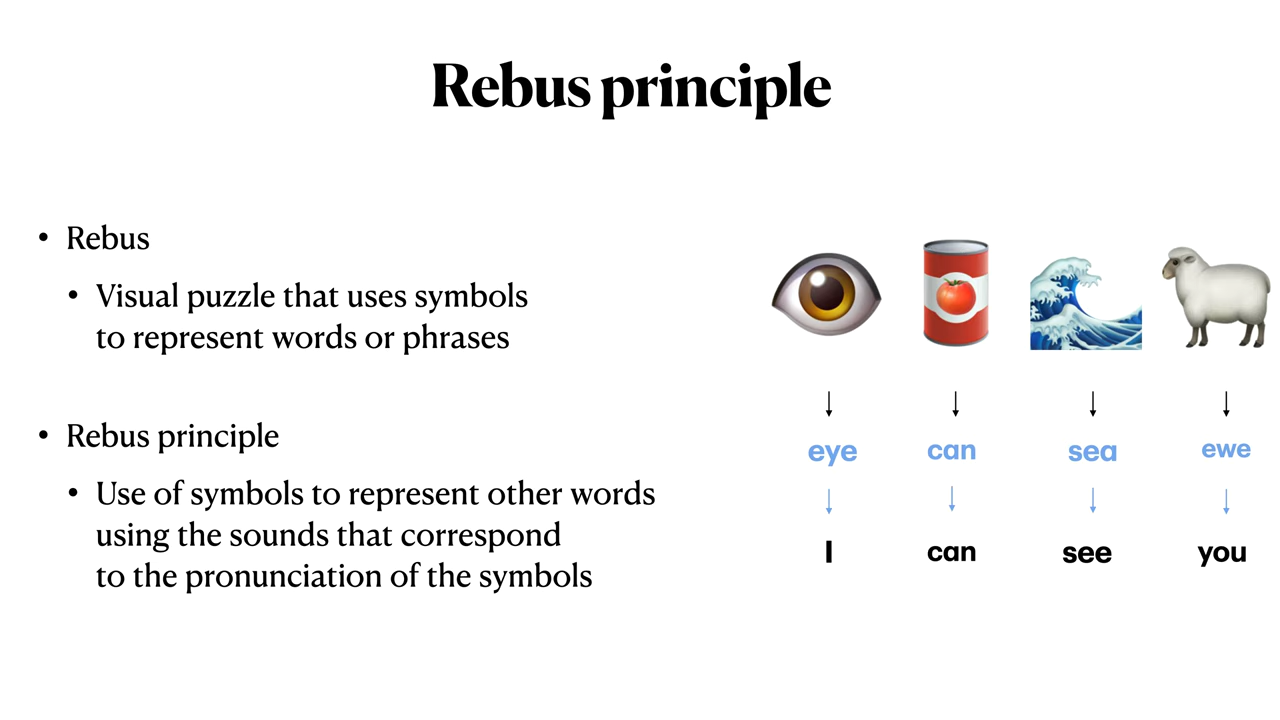 Rebus principle
• Rebus
• Visual puzzle that uses symbols
to represent words or phrases
• Rebus principle
• Use of symbols to represent other words
using the sounds that correspond
to the pronunciation of the symbols
eye can sea ewe
I can see you